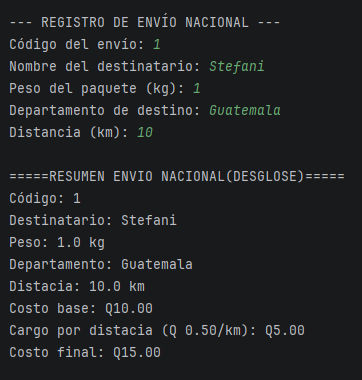 --- REGISTRO DE ENVÍO NACIONAL ---
Código del envío: 1
Nombre del destinatario: Stefani
Peso del paquete (kg): 1
Departamento de destino: Guatemala
Distancia (km): 10
=====RESUMEN ENVIO NACIONAL(DESGLOSE)=====
Código: 1
Destinatario: Stefani
Peso: 1.0 kg
Departamento: Guatemala
Distacia: 10.0 km
Costo base: Q10.00
Cargo por distacia (Q 0.50/km): Q5.00
Costo final: Q15.00